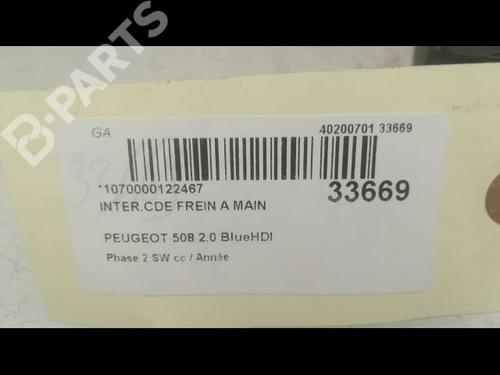 B-PARTS
GA
40200701 33669
*1070000122467
33669
INTER.CDE FREIN A MAIN
PEUGEOT 508 2.0 BlueHDI
Phase 2 SW cc / Année